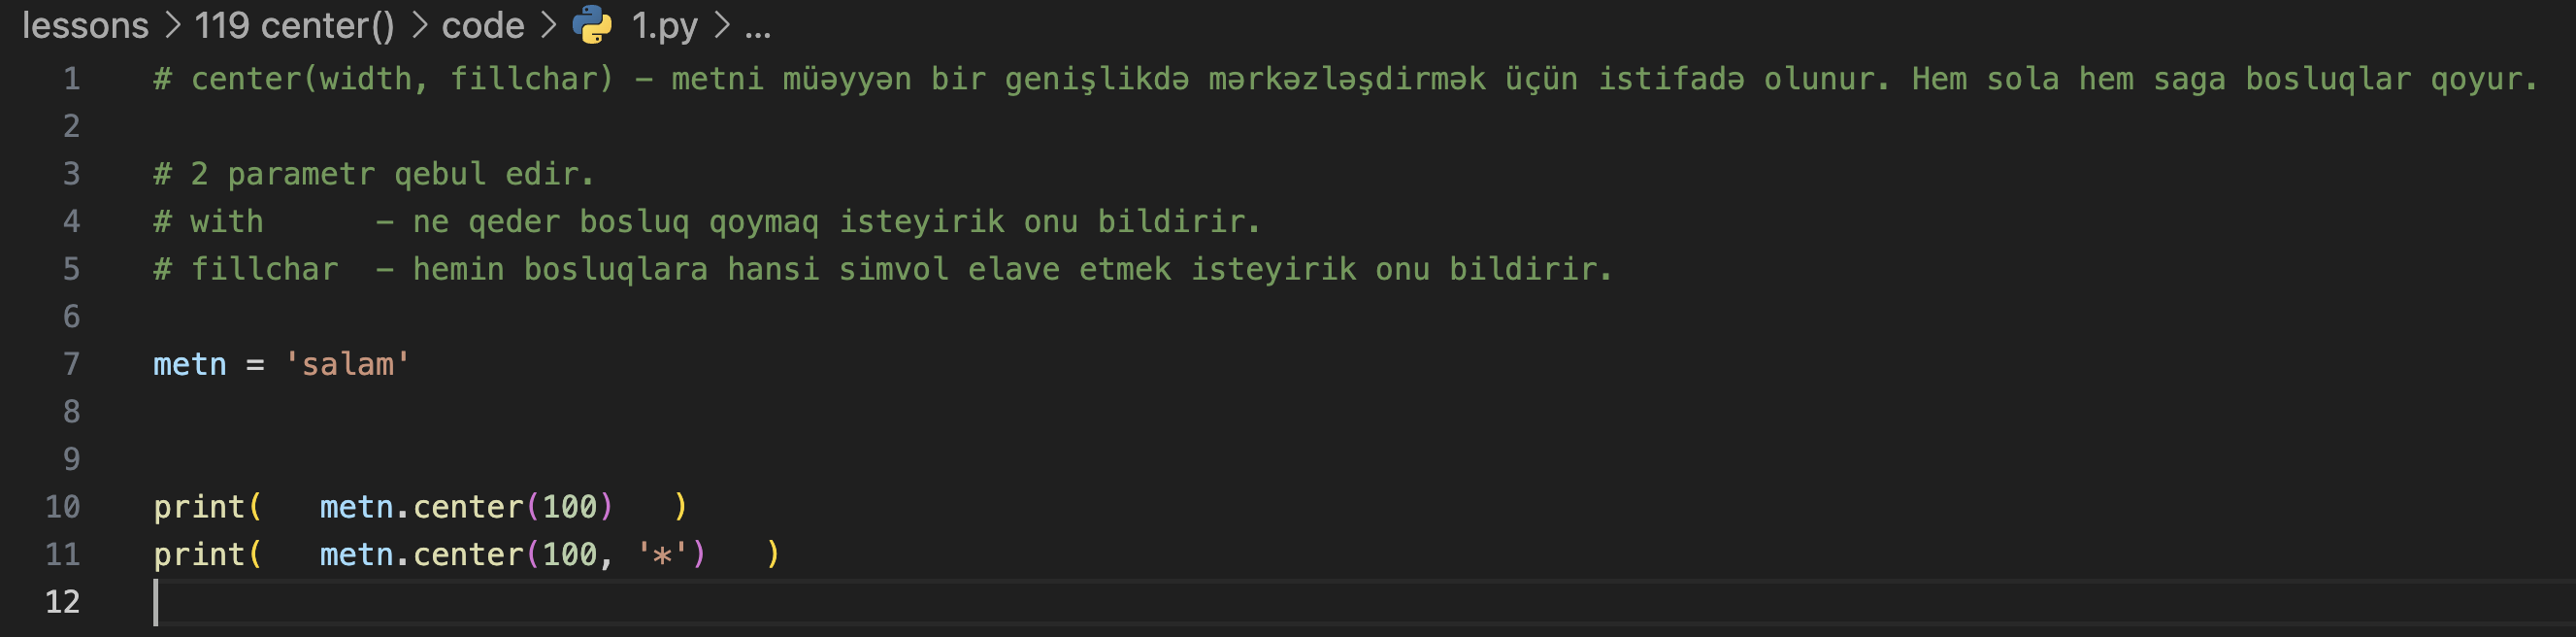 lessons > 119 center() > code > 1.py > ...
1 # center(width, fillchar) - metni müəyyən bir genişlikdə mərkəzləşdirmək üçün istifadə olunur. Hem sola hem saga bosluqlar qoyur.
2
3 # 2 parametr qebul edir.
4 # with      - ne qeder bosluq qoymaq isteyirik onu bildirir.
5 # fillchar  - hemin bosluqlara hansi simvol elave etmek isteyirik onu bildirir.
6
7 metn = 'salam'
8
9
10 print(   metn.center(100)   )
11 print(   metn.center(100, '*')   )
12